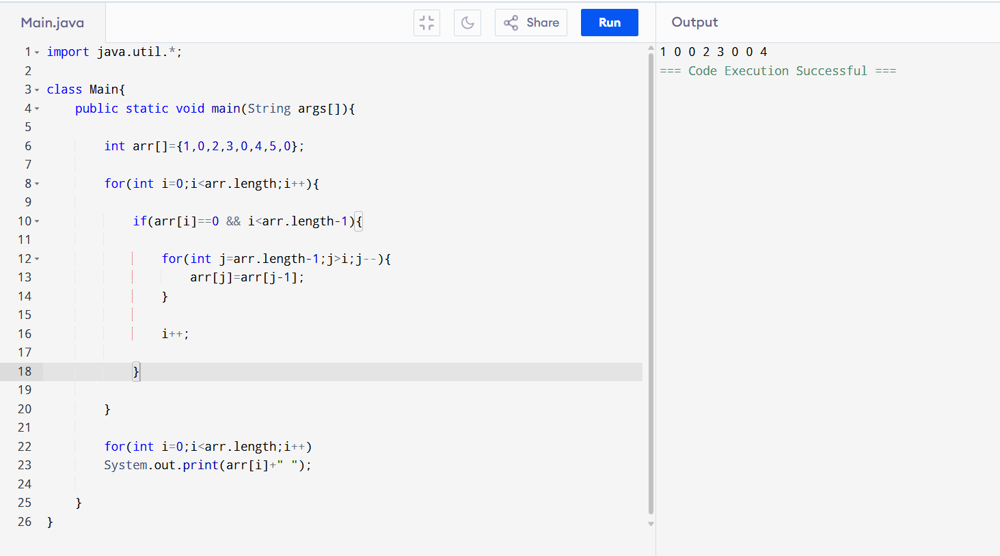 Main.java
Share
Run
Output
1 import java.util.*;
2
3 class Main{
4 public static void main(String args[]){
5
6 int arr[]={1,0,2,3,0,4,5,0};
7
8 for(int i=0;i<arr.length;i++){
9
10 if(arr[i]==0 && i<arr.length-1){
11
12 for(int j=arr.length-1;j>i;j--){
13 arr[j]=arr[j-1];
14 }
15
16 i++;
17
18 }
19
20 }
21
22 for(int i=0;i<arr.length;i++)
23 System.out.print(arr[i]+" ");
24
25 }
26 }
1 0 0 2 3 0 0 4
=== Code Execution Successful ===